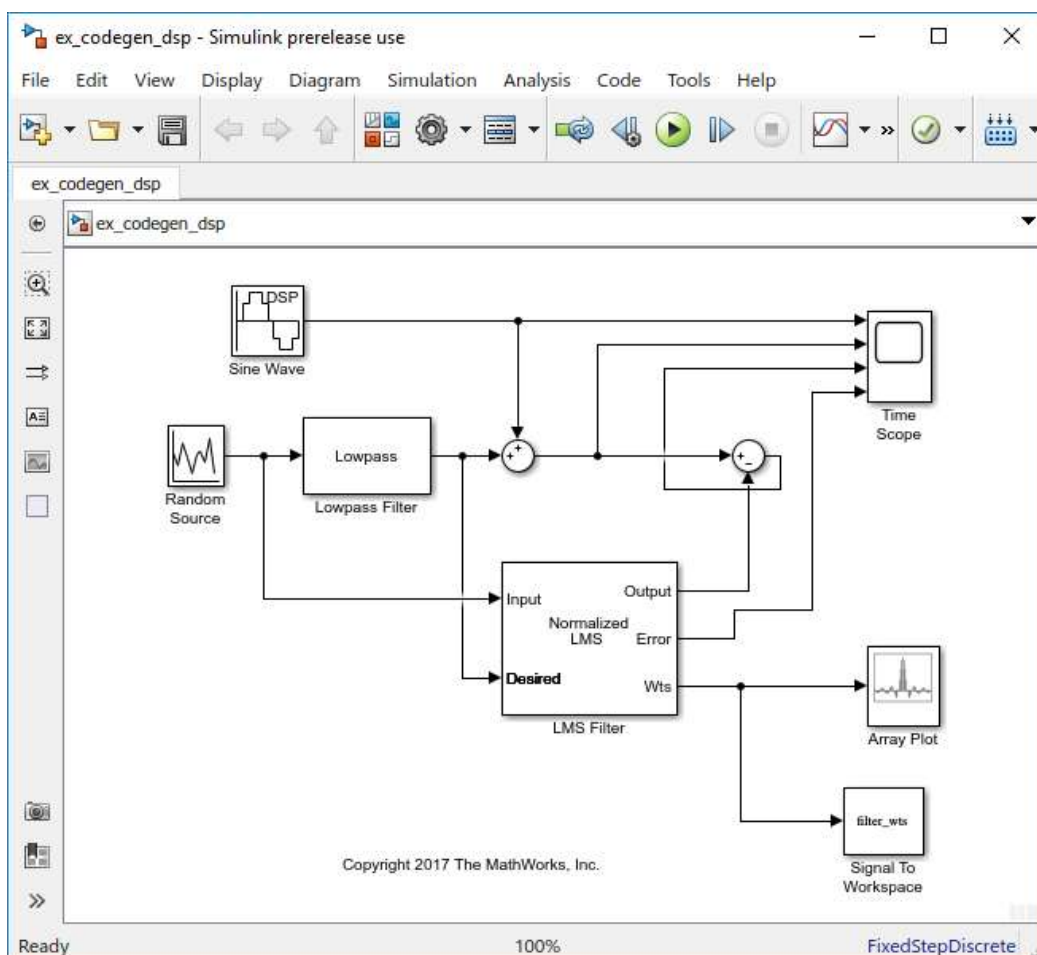 ex_codegen_dsp - Simulink prerelease use
File Edit View Display Diagram Simulation Analysis Code Tools Help
ex_codegen_dsp
ex_codegen_dsp
DSP
Sine Wave
Time
Scope
Lowpass
Random
Source
Lowpass Filter
Input
Output
Normalized
LMS
Error
Desired
Wts
LMS Filter
Array Plot
filter_wts
Signal To
Workspace
Copyright 2017 The MathWorks, Inc.
Ready 100% FixedStepDiscrete